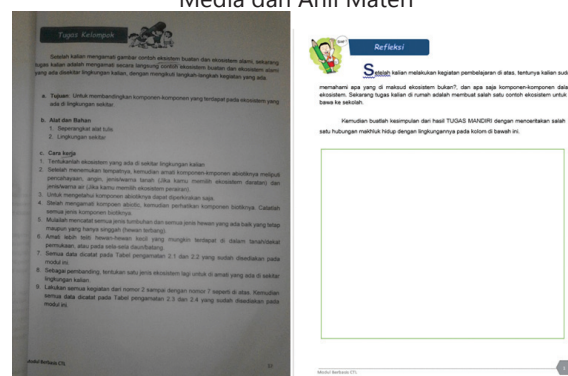 Media dan Ahli Materi
Tugas Kelompok
Setelah kalian mengamati gambar contoh ekosistem buatan dan ekosistem alami, sekarang
tugas kalian adalah mengamati secara langsung contoh ekosistem buatan dan ekosistem alami
yang ada disekitar lingkungan kalian, dengan mengikuti langkah-langkah kegiatan yang ada.
a. Tujuan: Untuk membandingkan komponen-komponen yang terdapat pada ekosistem yang
ada di lingkungan sekitar.
b. Alat dan Bahan
1. Seperangkat alat tulis
2. Lingkungan sekitar
c. Cara kerja
1. Tentukanlah ekosistem yang ada di sekitar lingkungan kalian
2. Setelah menemukan tempatnya, kemudian amati komponen-kmponen abiotiknya meliputi
pencahayaan, angin, jenis/warna tanah (Jika kamu memilih ekosistem daratan) dan
jenis/warna air (Jika kamu memilih ekosistem perairan).
3. Untuk mengetahui komponen abiotiknya dapat diperkirakan saja.
4. Stelah mengamati kompoen abiotic, kemudian perhatikan komponen biotiknya. Catatlah
semua jenis komponen biotiknya.
5. Mulailah mencatat semua jenis tumbuhan dan semua jenis hewan yang ada baik yang tetap
maupun yang hanya singgah (hewan terbang).
6. Amati lebih teliti hewan-hewan kecil yang mungkin terdapat di dalam tanah/dekat
permukaan, atau pada sela-sela daun/batang.
7. Semua data dicatat pada Tabel pengamatan 2.1 dan 2.2 yang sudah disediakan pada
modul ini.
8. Sebagai pembanding, tentukan satu jenis ekosistem lagi untuk di amati yang ada di sekitar
lingkungan kalian.
9. Lakukan semua kegiatan dari nomor 2 sampai dengan nomor 7 seperti di atas. Kemudian
semua data dicatat pada Tabel pengamatan 2.3 dan 2.4 yang sudah disediakan pada
modul ini.
Modul Berbasis CTL
Refleksi
Setelah kalian melakukan kegiatan pembelajaran di atas, tentunya kalian sud
memahami apa yang di maksud ekosistem bukan?, dan apa saja komponen-komponen da
ekosistem. Sekarang tugas kalian di rumah adalah membuat salah satu contoh ekosistem untuk
bawa ke sekolah.
Kemudian buatlah kesimpulan dari hasil TUGAS MANDIRI dengan menceritakan salah
satu hubungan makhluk hidup dengan lingkungannya pada kolom di bawah ini.
Modul Berbasis CTL